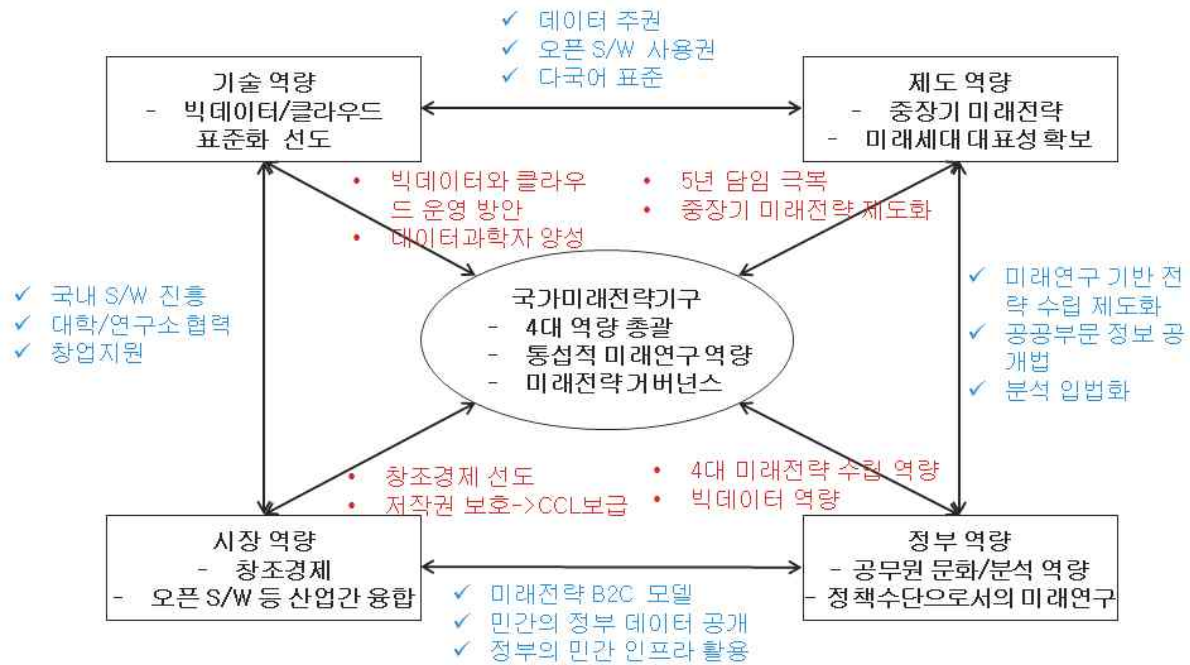 ✓ 데이터 주권
✓ 오픈 S/W 사용권
✓ 다국어 표준
기술 역량
- 빅데이터/클라우드
표준화 선도
제도 역량
- 중장기 미래전략
- 미래세대 대표성 확보
• 빅데이터와 클라우
드 운영 방안
• 데이터과학자 양성
• 5년 담임 극복
• 중장기 미래전략 제도화
✓ 국내 S/W 진흥
✓ 대학/연구소 협력
✓ 창업지원
국가미래전략기구
- 4대 역량 총괄
- 통섭적 미래연구 역량
- 미래전략 거버넌스
✓ 미래연구 기반 전
략 수립 제도화
✓ 공공부문 정보 공
개법
✓ 분석 입법화
• 창조경제 선도
• 저작권 보호->CCL보급
• 4대 미래전략 수립 역량
• 빅데이터 역량
시장 역량
- 창조경제
- 오픈 S/W 등 산업간 융합
정부 역량
- 공무원 문화/분석 역량
- 정책수단으로서의 미래연구
✓ 미래전략 B2C 모델
✓ 민간의 정부 데이터 공개
✓ 정부의 민간 인프라 활용